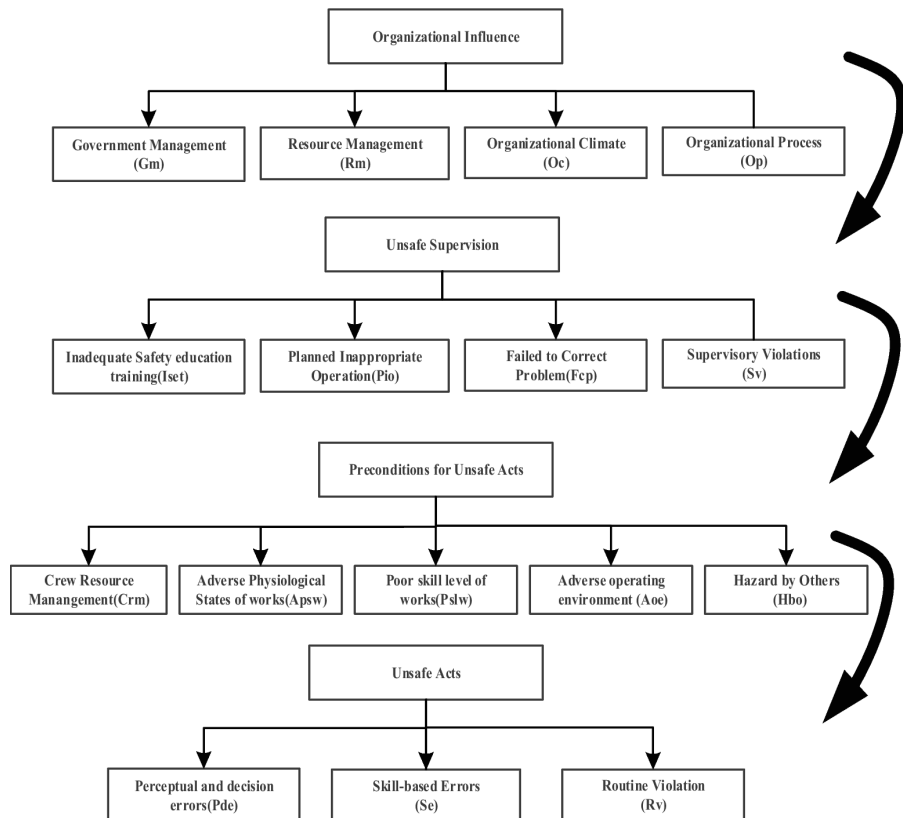 Organizational Influence
Government Management
(Gm)
Resource Management
(Rm)
Organizational Climate
(Oc)
Organizational Process
(Op)
Unsafe Supervision
Inadequate Safety education
training(Iset)
Planned Inappropriate
Operation(Pio)
Failed to Correct
Problem(Fcp)
Supervisory Violations
(Sv)
Preconditions for Unsafe Acts
Crew Resource
Manangement(Crm)
Adverse Physiological
States of works(Apsw)
Poor skill level of
works(Pslw)
Adverse operating
environment (Aoe)
Hazard by Others
(Hbo)
Unsafe Acts
Perceptual and decision
errors(Pde)
Skill-based Errors
(Se)
Routine Violation
(Rv)